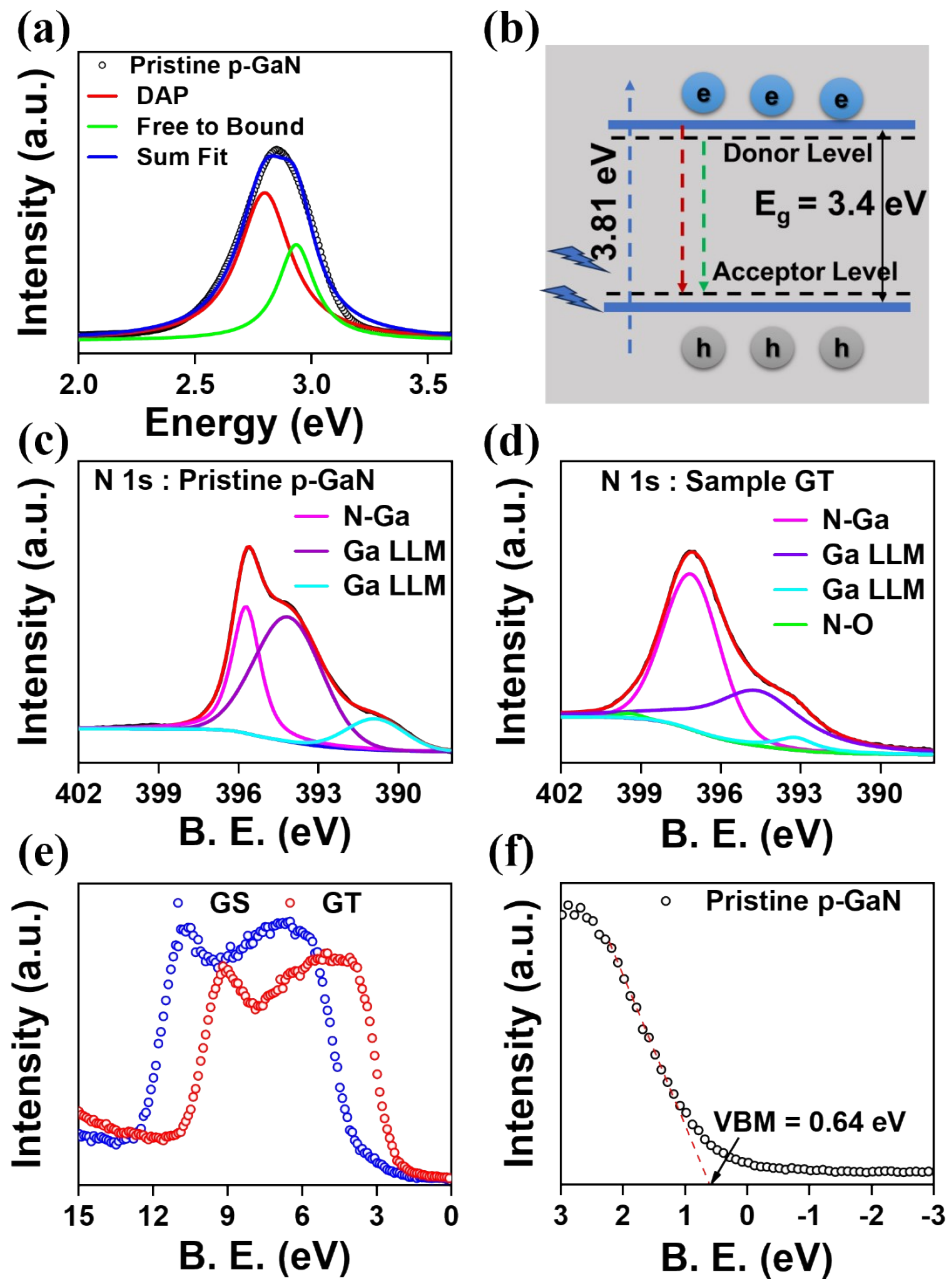 (a)
Intensity (a.u.)
Pristine p-GaN
DAP
Free to Bound
Sum Fit
2.0 2.5 3.0 3.5
Energy (eV)
(b)
e e e
3.81 eV
Donor Level
E_g = 3.4 eV
Acceptor Level
h h h
(c)
Intensity (a.u.)
N 1s : Pristine p-GaN
N-Ga
Ga LLM
Ga LLM
402 399 396 393 390
B. E. (eV)
(d)
Intensity (a.u.)
N 1s : Sample GT
N-Ga
Ga LLM
Ga LLM
N-O
402 399 396 393 390
B. E. (eV)
(e)
Intensity (a.u.)
GS GT
15 12 9 6 3 0
B. E. (eV)
(f)
Intensity (a.u.)
Pristine p-GaN
VBM = 0.64 eV
3 2 1 0 -1 -2 -3
B. E. (eV)